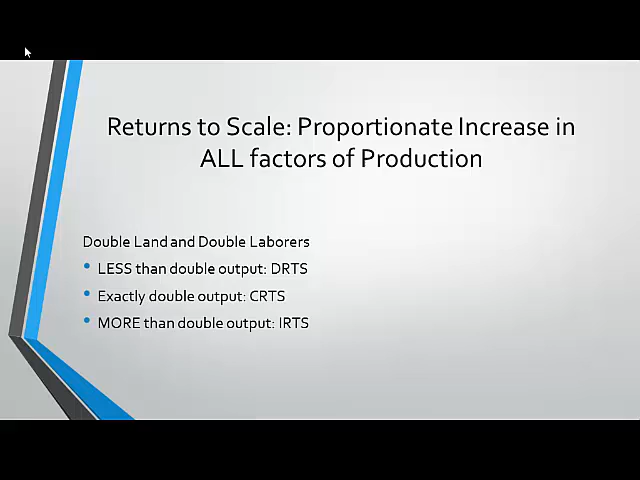 Returns to Scale: Proportionate Increase in
ALL factors of Production
Double Land and Double Laborers
• LESS than double output: DRTS
• Exactly double output: CRTS
• MORE than double output: IRTS